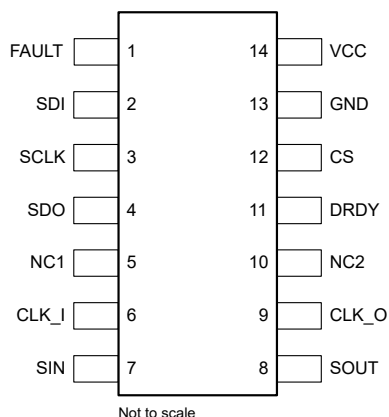 FAULT 1 14 VCC
SDI 2 13 GND
SCLK 3 12 CS
SDO 4 11 DRDY
NC1 5 10 NC2
CLK_I 6 9 CLK_O
SIN 7 8 SOUT
Not to scale